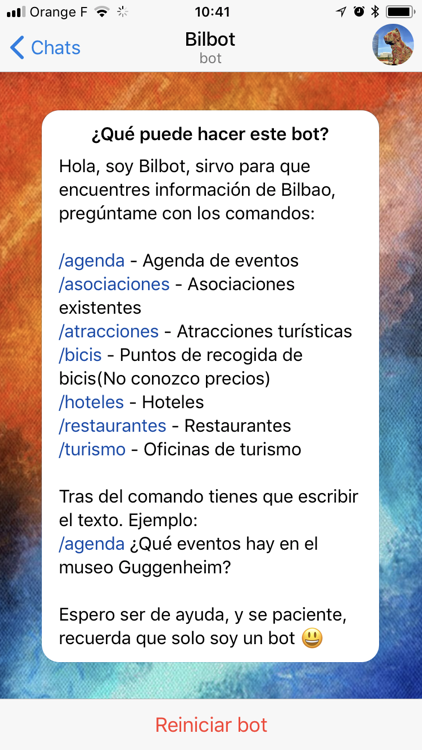 Orange F 10:41
Chats
Bilbot
bot
¿Qué puede hacer este bot?
Hola, soy Bilbot, sirvo para que
encuentres información de Bilbao,
pregúntame con los comandos:
/agenda - Agenda de eventos
/asociaciones - Asociaciones
existentes
/atracciones - Atracciones turísticas
/bicis - Puntos de recogida de
bicis(No conozco precios)
/hoteles - Hoteles
/restaurantes - Restaurantes
/turismo - Oficinas de turismo
Tras del comando tienes que escribir
el texto. Ejemplo:
/agenda ¿Qué eventos hay en el
museo Guggenheim?
Espero ser de ayuda, y se paciente,
recuerda que solo soy un bot 😃
Reiniciar bot